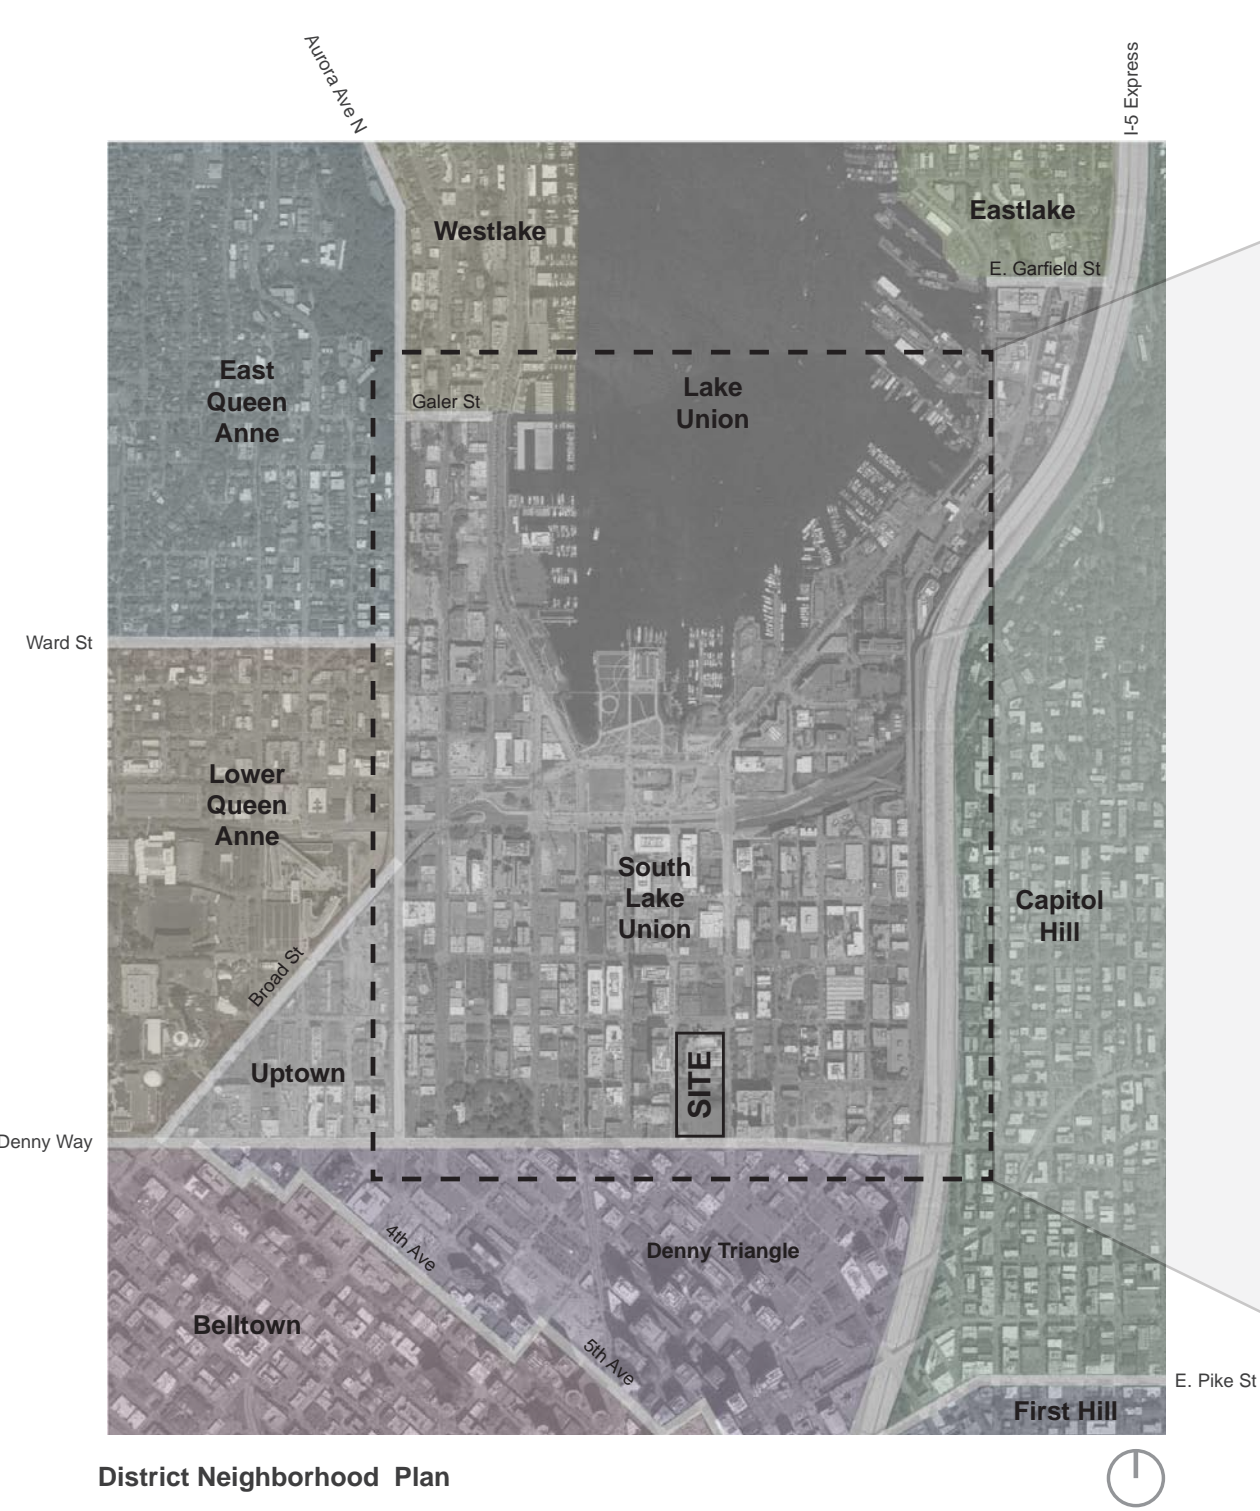 Aurora Ave N
I-5 Express
Westlake
Eastlake
E. Garfield St
East
Queen
Anne
Lake
Union
Galer St
Ward St
Lower
Queen
Anne
South
Lake
Union
Capitol
Hill
Broad St
Uptown
SITE
Denny Way
4th Ave
Denny Triangle
Belltown
5th Ave
E. Pike St
First Hill
District Neighborhood Plan